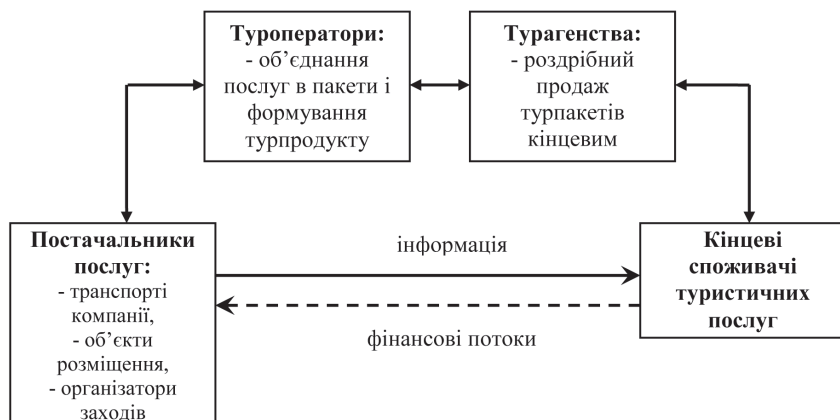 Туроператори:
- об’єднання
послуг в пакети і
формування
турпродукту
Турагенства:
- роздрібний
продаж
турпакетів
кінцевим
Постачальники
послуг:
- транспорті
компанії,
- об’єкти
розміщення,
- організатори
заходів
інформація
фінансові потоки
Кінцеві
споживачі
туристичних
послуг